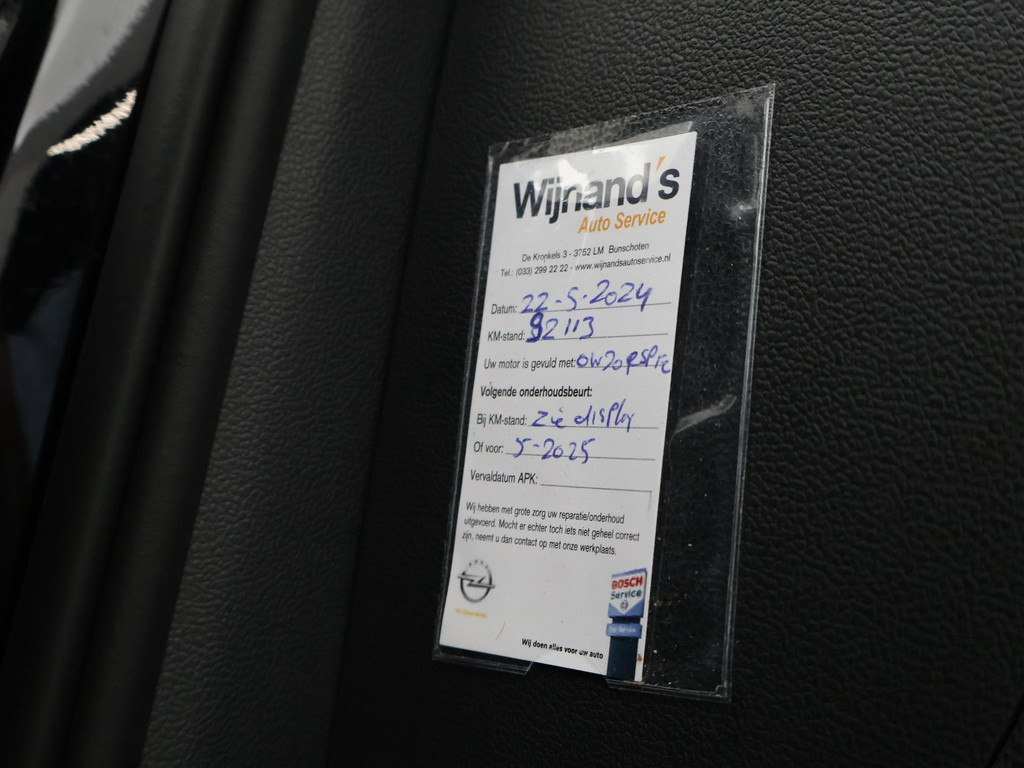 Wijnand's
Auto Service
De Kronkels 3 - 3752 LM Bunschoten
Tel.: (033) 299 22 22 - www.wijnandsautoservice.nl
Datum: 22-5-2024
KM-stand: 92113
Uw motor is gevuld met: 0W20
Volgende onderhoudsbeurt:
Bij KM-stand: zie display
Of voor: 5-2025
Vervaldatum APK:
Wij hebben met grote zorg uw reparatie/onderhoud
uitgevoerd. Mocht er echter toch iets niet geheel correct
zijn, neemt u dan contact op met onze werkplaats.
BOSCH
Service
Wij doen alles voor uw auto